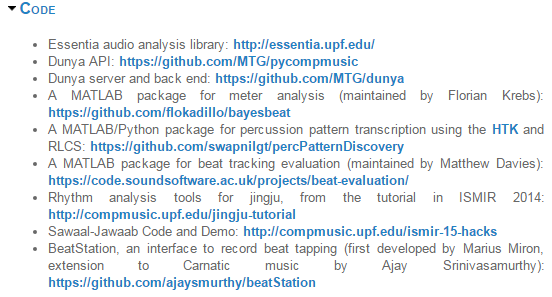 Code
Essentia audio analysis library: http://essentia.upf.edu/
Dunya API: https://github.com/MTG/pycompmusic
Dunya server and back end: https://github.com/MTG/dunya
A MATLAB package for meter analysis (maintained by Florian Krebs):
https://github.com/flokadillo/bayesbeat
A MATLAB/Python package for percussion pattern transcription using the HTK and
RLCS: https://github.com/swapnilgt/percPatternDiscovery
A MATLAB package for beat tracking evaluation (maintained by Matthew Davies):
https://code.soundsoftware.ac.uk/projects/beat-evaluation/
Rhythm analysis tools for jingju, from the tutorial in ISMIR 2014:
http://compmusic.upf.edu/jingju-tutorial
Sawaal-Jawaab Code and Demo: http://compmusic.upf.edu/ismir-15-hacks
BeatStation, an interface to record beat tapping (first developed by Marius Miron,
extension to Carnatic music by Ajay Srinivasamurthy):
https://github.com/ajaysmurthy/beatStation